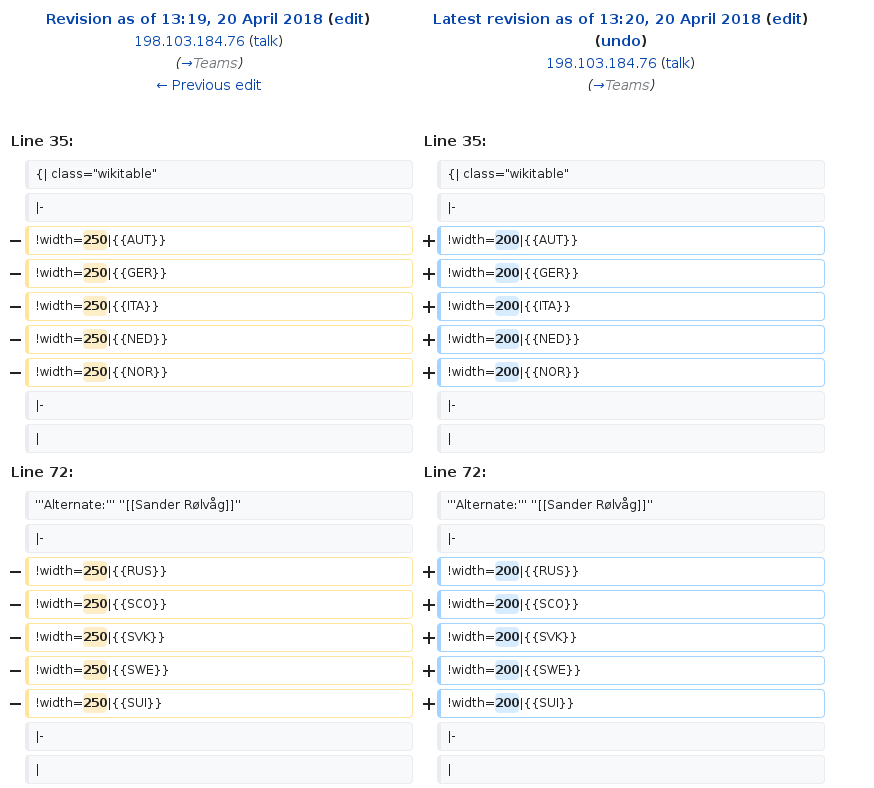 Revision as of 13:19, 20 April 2018 (edit)
198.103.184.76 (talk)
(→Teams)
← Previous edit
Latest revision as of 13:20, 20 April 2018 (edit)
(undo)
198.103.184.76 (talk)
(→Teams)
Line 35:
Line 35:
{| class="wikitable"
{| class="wikitable"
|-
|-
− !width=250|{{AUT}}
+ !width=200|{{AUT}}
− !width=250|{{GER}}
+ !width=200|{{GER}}
− !width=250|{{ITA}}
+ !width=200|{{ITA}}
− !width=250|{{NED}}
+ !width=200|{{NED}}
− !width=250|{{NOR}}
+ !width=200|{{NOR}}
|-
|-
|
|
Line 72:
Line 72:
'''Alternate:''' ''[[Sander Rølvåg]]''
'''Alternate:''' ''[[Sander Rølvåg]]''
|-
|-
− !width=250|{{RUS}}
+ !width=200|{{RUS}}
− !width=250|{{SCO}}
+ !width=200|{{SCO}}
− !width=250|{{SVK}}
+ !width=200|{{SVK}}
− !width=250|{{SWE}}
+ !width=200|{{SWE}}
− !width=250|{{SUI}}
+ !width=200|{{SUI}}
|-
|-
|
|